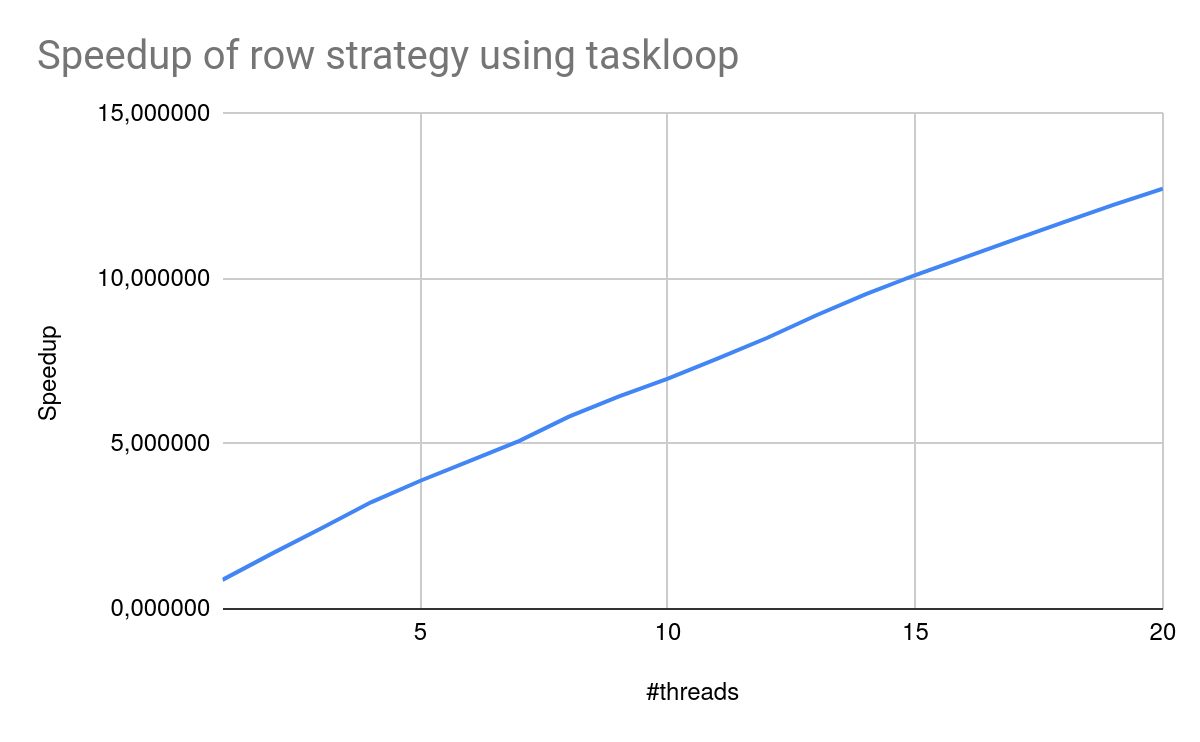 Speedup of row strategy using taskloop
15,000000
10,000000
5,000000
0,000000
Speedup
5 10 15 20
#threads